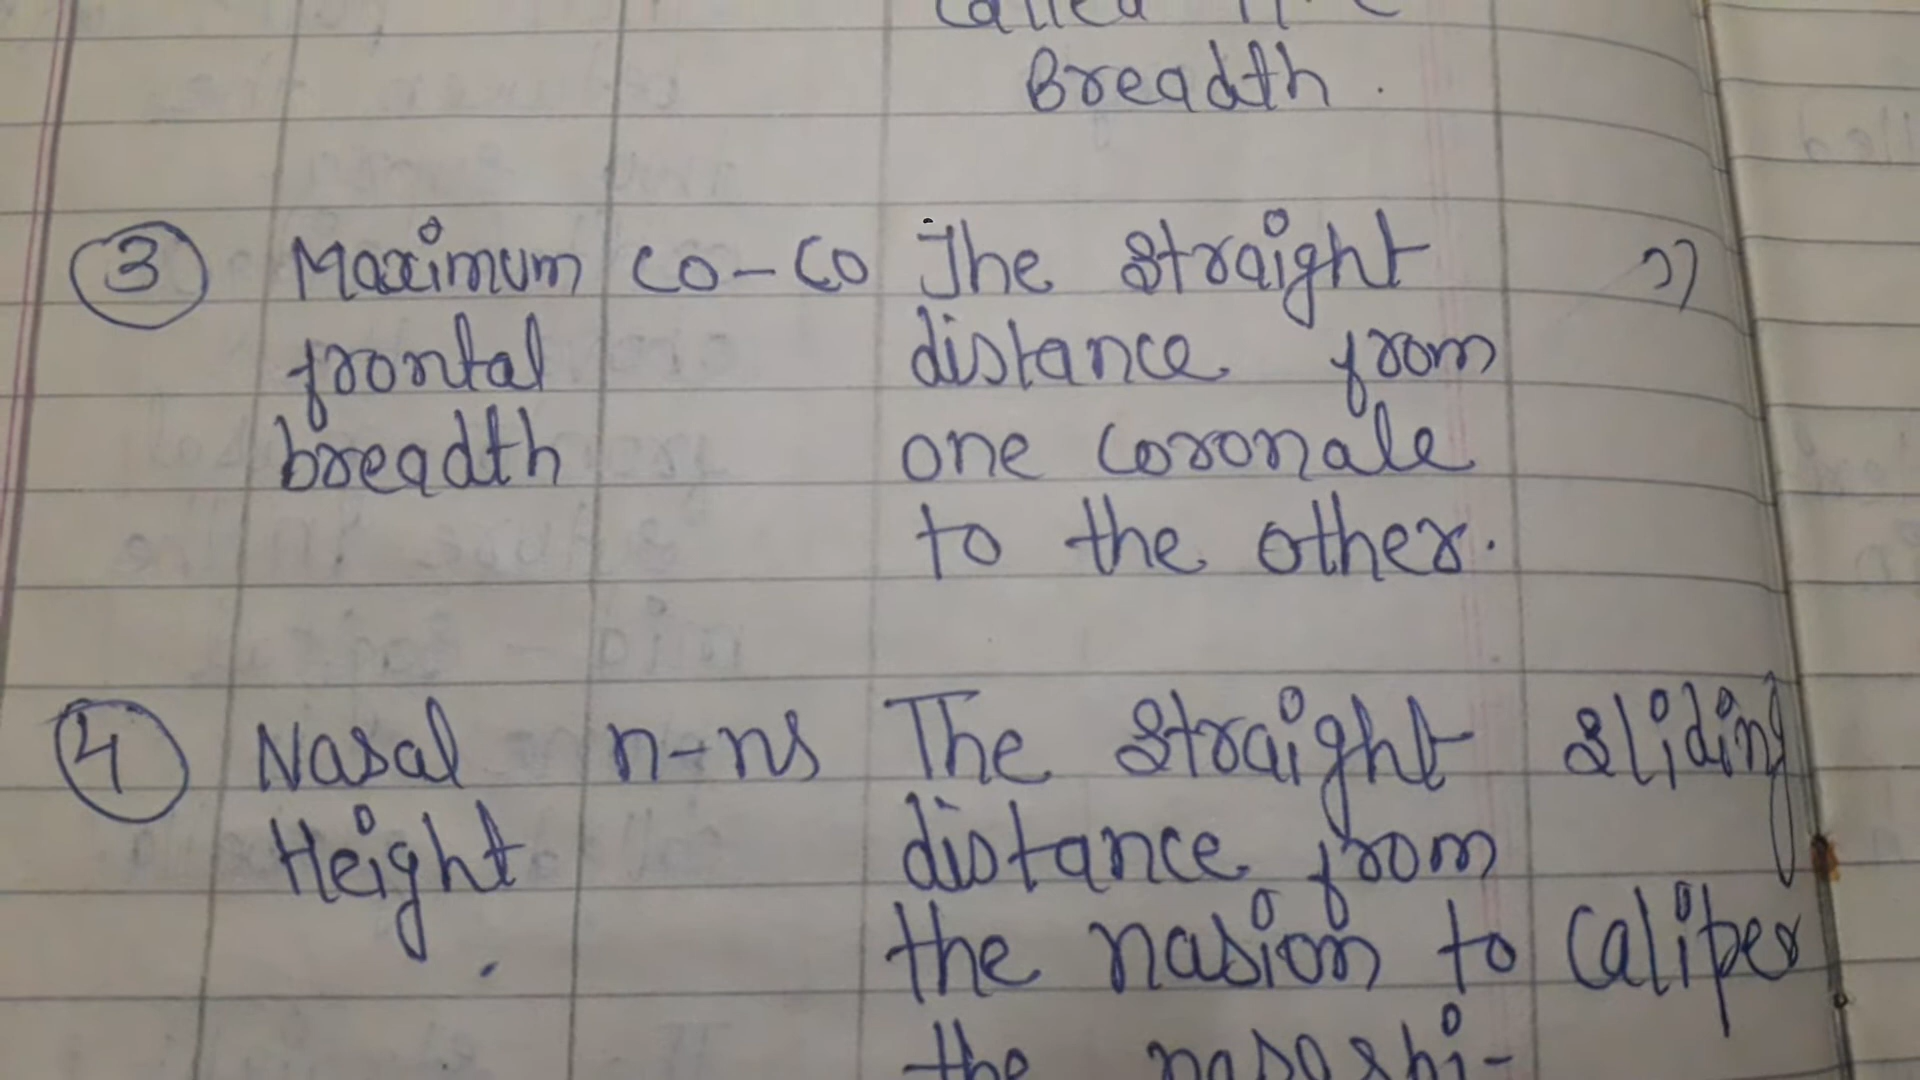 Breadth.
③ Maximum co-co The straight "
frontal distance from
breadth one coronale
to the other.
④ Nasal n-ns The straight sliding
Height distance from
the nasion to caliper
the